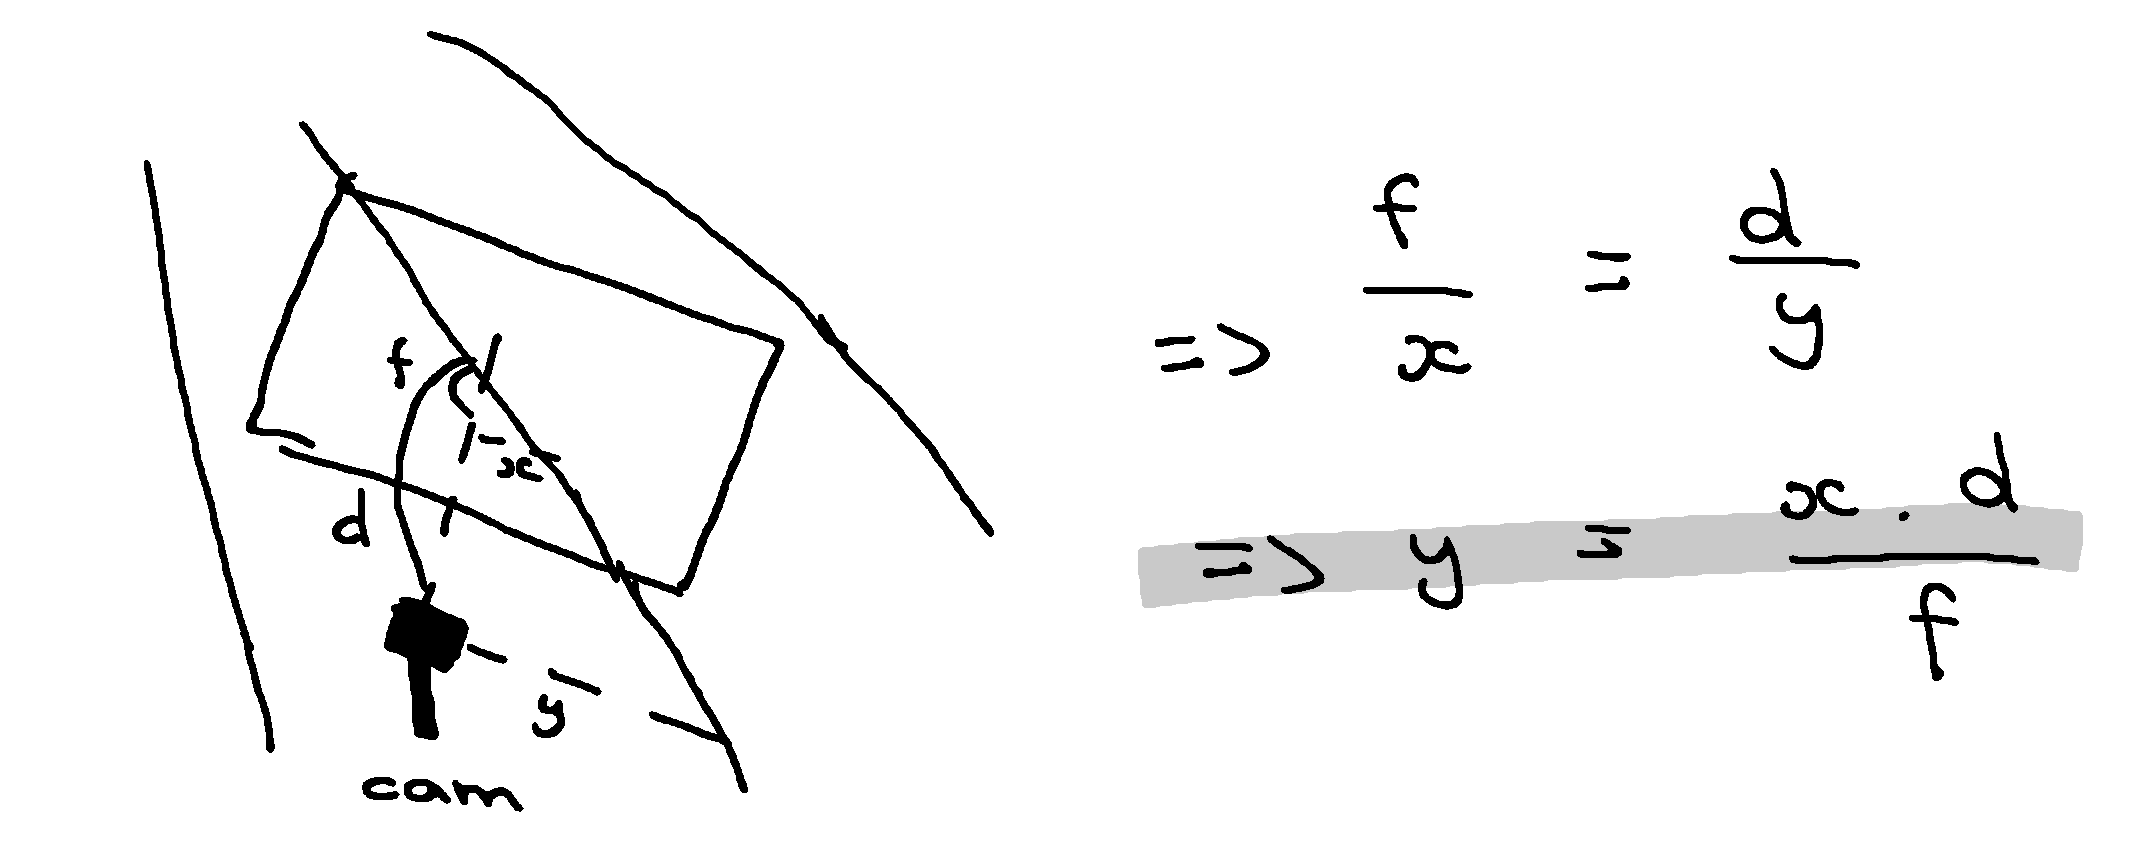 f
x
d
y
cam
=> f/x = d/y
=> y = x . d / f